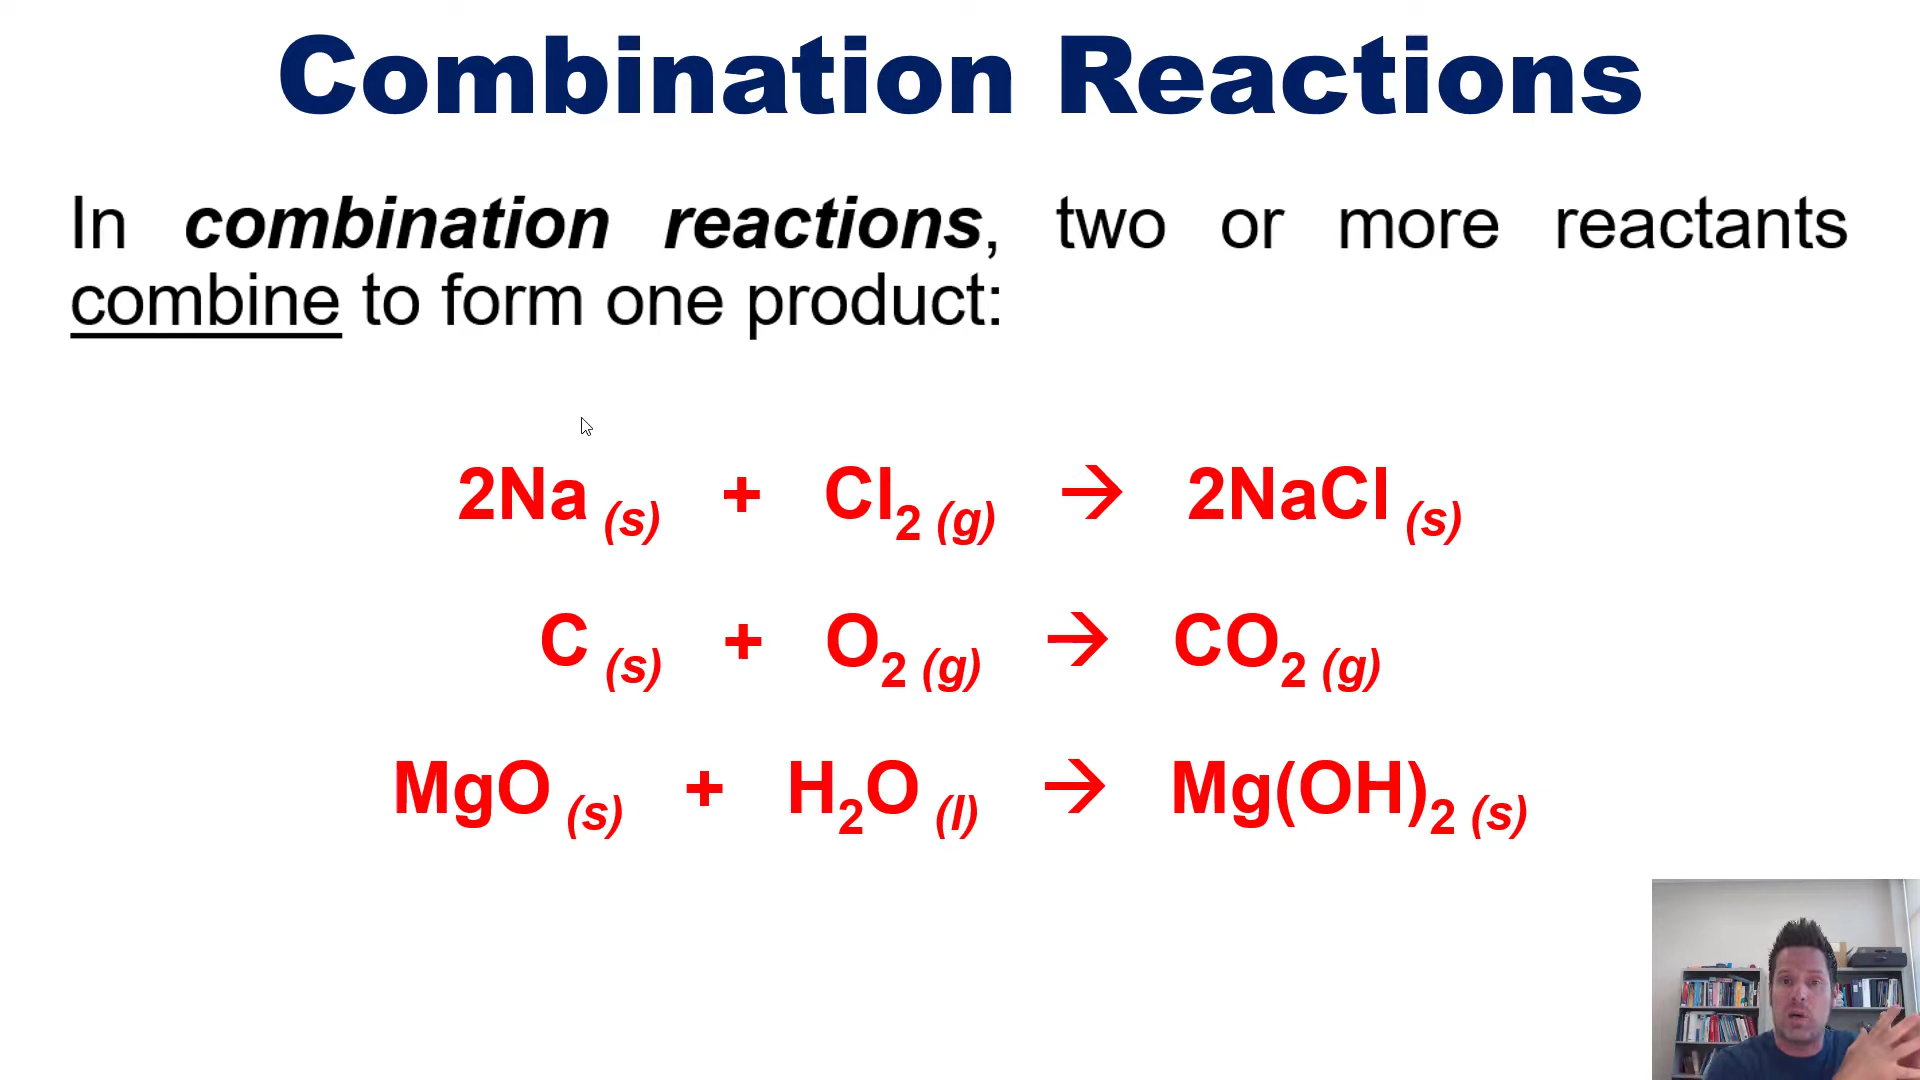 Combination Reactions
In combination reactions, two or more reactants
combine to form one product:
2Na (s) + Cl2 (g) → 2NaCl (s)
C (s) + O2 (g) → CO2 (g)
MgO (s) + H2O (l) → Mg(OH)2 (s)